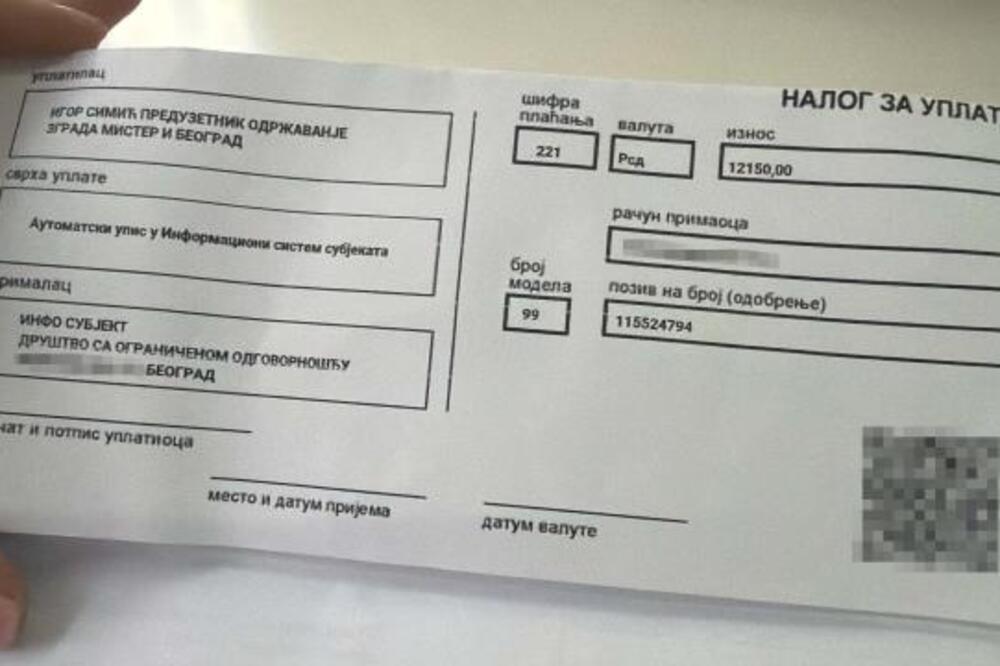 уплатилац
ИГОР СИМИЋ ПРЕДУЗЕТНИК ОДРЖАВАЊЕ
ЗГРАДА МИСТЕР И БЕОГРАД
сврха уплате
Аутоматски упис у Информациони систем субјеката
рималац
ИНФО СУБЈЕКТ
ДРУШТВО СА ОГРАНИЧЕНОМ ОДГОВОРНОШЋУ
БЕОГРАД
чат и потпис уплатиоца
место и датум пријема
датум валуте
НАЛОГ ЗА УПЛАТ
шифра
плаћања
валута
износ
221
Рсд
12150,00
рачун примаоца
број
модела
позив на број (одобрење)
99
115524794